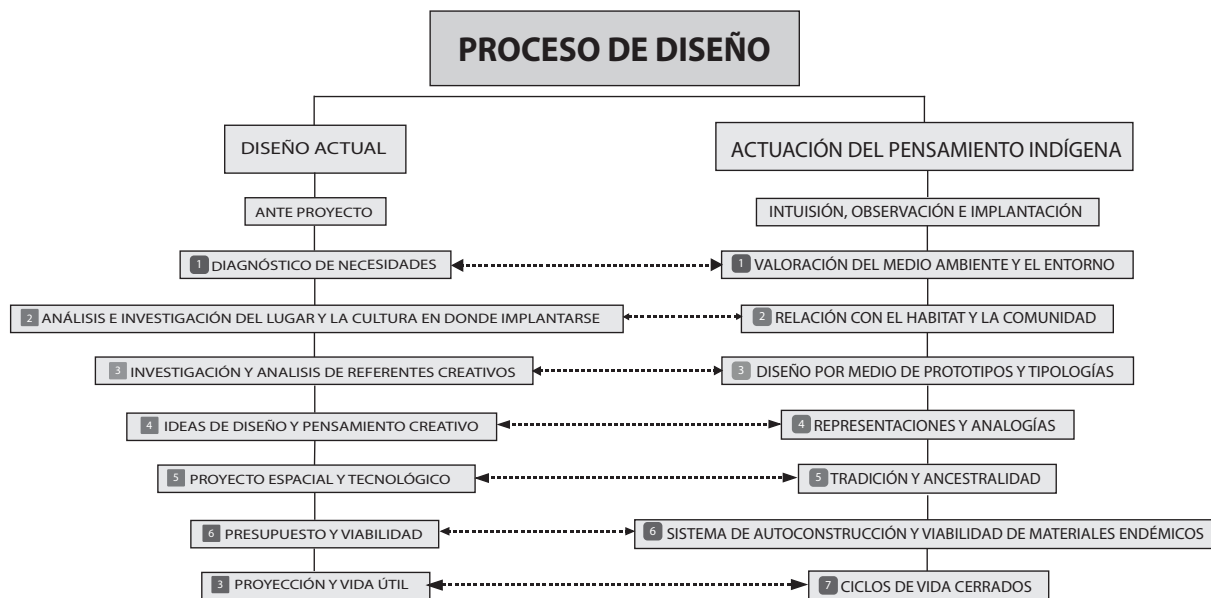 PROCESO DE DISEÑO
DISEÑO ACTUAL
ACTUACIÓN DEL PENSAMIENTO INDÍGENA
ANTE PROYECTO
INTUISIÓN, OBSERVACIÓN E IMPLANTACIÓN
1 DIAGNÓSTICO DE NECESIDADES
1 VALORACIÓN DEL MEDIO AMBIENTE Y EL ENTORNO
2 ANÁLISIS E INVESTIGACIÓN DEL LUGAR Y LA CULTURA EN DONDE IMPLANTARSE
2 RELACIÓN CON EL HABITAT Y LA COMUNIDAD
3 INVESTIGACIÓN Y ANALISIS DE REFERENTES CREATIVOS
3 DISEÑO POR MEDIO DE PROTOTIPOS Y TIPOLOGÍAS
4 IDEAS DE DISEÑO Y PENSAMIENTO CREATIVO
4 REPRESENTACIONES Y ANALOGÍAS
5 PROYECTO ESPACIAL Y TECNOLÓGICO
5 TRADICIÓN Y ANCESTRALIDAD
6 PRESUPUESTO Y VIABILIDAD
6 SISTEMA DE AUTOCONSTRUCCIÓN Y VIABILIDAD DE MATERIALES ENDÉMICOS
3 PROYECCIÓN Y VIDA ÚTIL
7 CICLOS DE VIDA CERRADOS